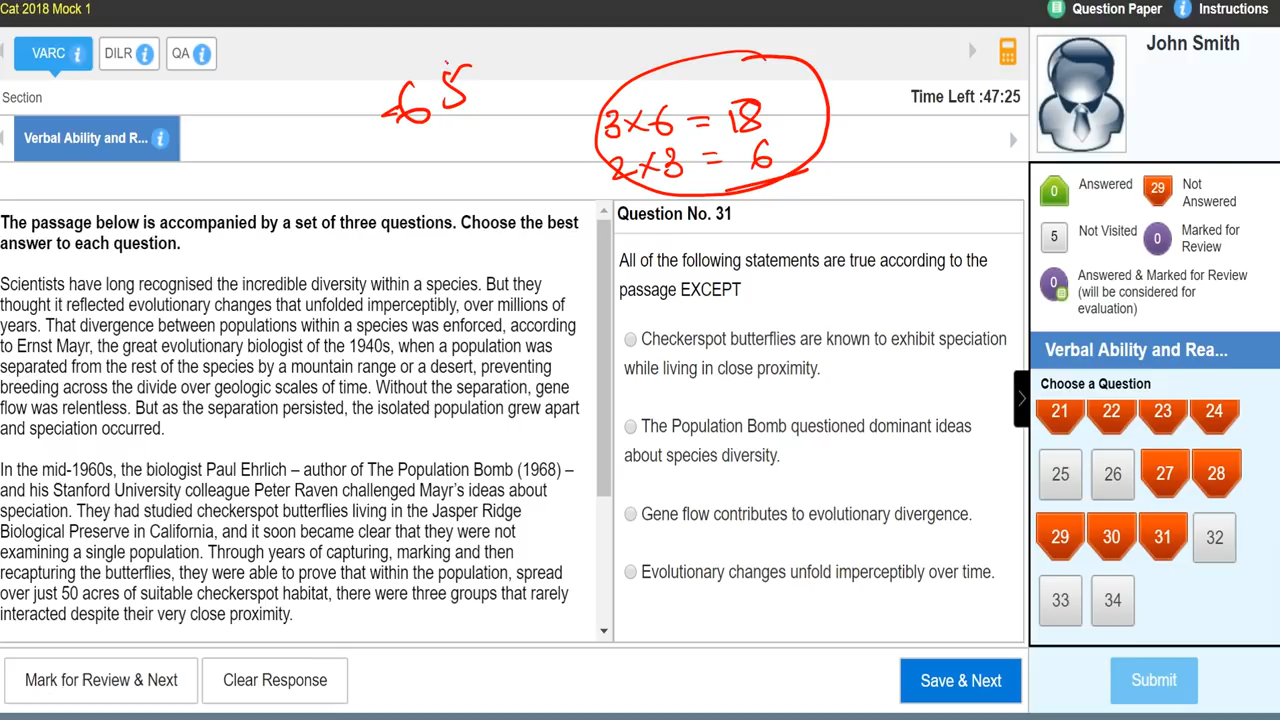 Cat 2018 Mock 1
Question Paper
Instructions
VARC
DILR
QA
John Smith
Section
Time Left :47:25
Verbal Ability and R...
65
3×6 = 18
2×3 = 6
The passage below is accompanied by a set of three questions. Choose the best
answer to each question.
Scientists have long recognised the incredible diversity within a species. But they
thought it reflected evolutionary changes that unfolded imperceptibly, over millions of
years. That divergence between populations within a species was enforced, according
to Ernst Mayr, the great evolutionary biologist of the 1940s, when a population was
separated from the rest of the species by a mountain range or a desert, preventing
breeding across the divide over geologic scales of time. Without the separation, gene
flow was relentless. But as the separation persisted, the isolated population grew apart
and speciation occurred.
In the mid-1960s, the biologist Paul Ehrlich – author of The Population Bomb (1968) –
and his Stanford University colleague Peter Raven challenged Mayr's ideas about
speciation. They had studied checkerspot butterflies living in the Jasper Ridge
Biological Preserve in California, and it soon became clear that they were not
examining a single population. Through years of capturing, marking and then
recapturing the butterflies, they were able to prove that within the population, spread
over just 50 acres of suitable checkerspot habitat, there were three groups that rarely
interacted despite their very close proximity.
Question No. 31
All of the following statements are true according to the
passage EXCEPT
Checkerspot butterflies are known to exhibit speciation
while living in close proximity.
The Population Bomb questioned dominant ideas
about species diversity.
Gene flow contributes to evolutionary divergence.
Evolutionary changes unfold imperceptibly over time.
0 Answered
29 Not Answered
5 Not Visited
0 Marked for Review
0 Answered & Marked for Review
(will be considered for
evaluation)
Verbal Ability and Rea...
Choose a Question
21 22 23 24
25 26 27 28
29 30 31 32
33 34
Mark for Review & Next
Clear Response
Save & Next
Submit